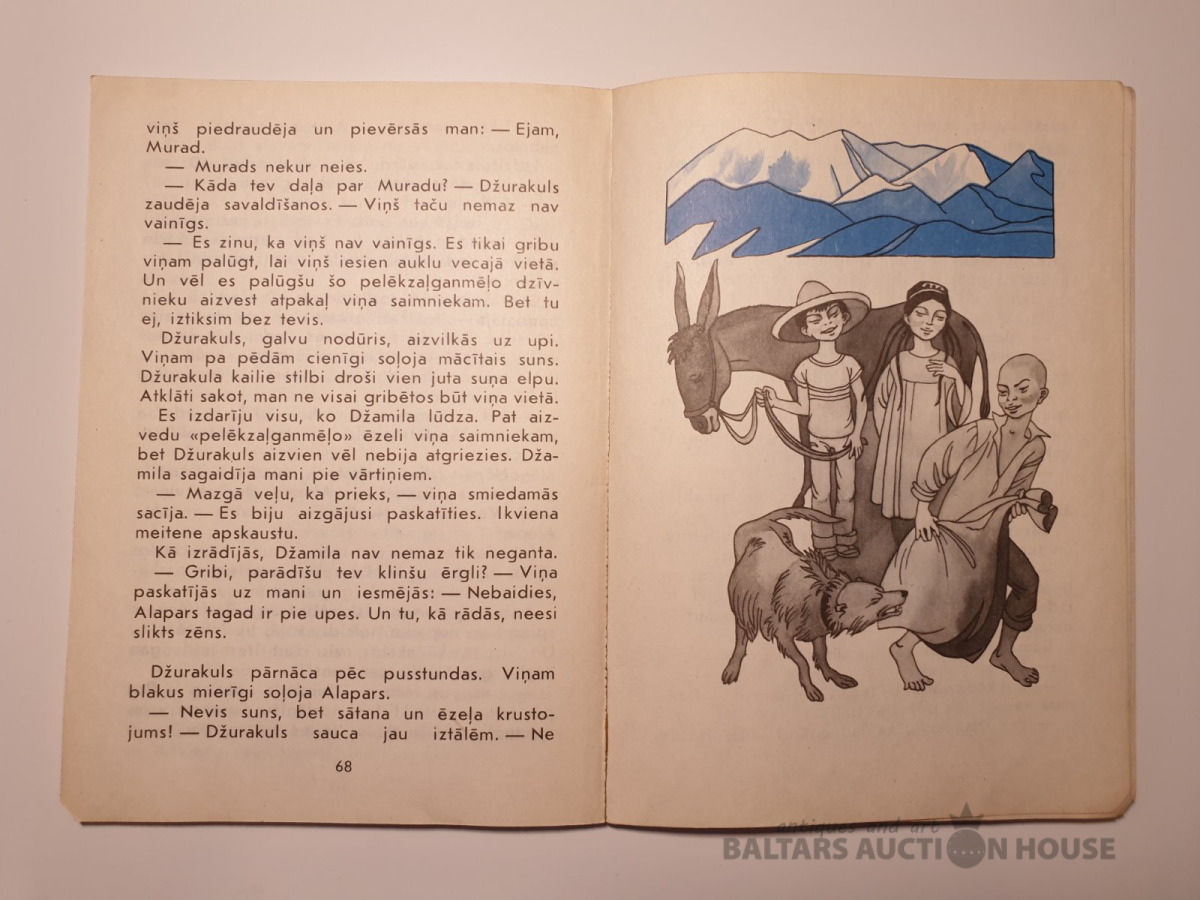 viņš piedraudēja un pievērsās man: — Ejam,
Murad.
— Murads nekur neies.
— Kāda tev daļa par Muradu? — Džurakuls
zaudēja savaldīšanos. — Viņš taču nemaz nav
vainīgs.
— Es zinu, ka viņš nav vainīgs. Es tikai gribu
viņam palūgt, lai viņš iesien auklu vecajā vietā.
Un vēl es palūgšu šo pelēkzaļganmēļo dzīv-
nieku aizvest atpakaļ viņa saimniekam. Bet tu
ej, iztiksim bez tevis.
Džurakuls, galvu nodūris, aizvilkās uz upi.
Viņam pa pēdām cienīgi soļoja mācītais suns.
Džurakula kailie stilbi droši vien juta suņa elpu.
Atklāti sakot, man ne visai gribētos būt viņa vietā.
Es izdarīju visu, ko Džamila lūdza. Pat aiz-
vedu «pelēkzaļganmēļo» ēzeli viņa saimniekam,
bet Džurakuls aizvien vēl nebija atgriezies. Dža-
mila sagaidīja mani pie vārtiņiem.
— Mazgā veļu, ka prieks, — viņa smiedamās
sacīja. — Es biju aizgājusi paskatīties. Ikviena
meitene apskaustu.
Kā izrādījās, Džamila nav nemaz tik neganta.
— Gribi, parādīšu tev klinšu ērgli? — Viņa
paskatījās uz mani un iesmējās: — Nebaidies,
Alapars tagad ir pie upes. Un tu, kā rādās, neesi
slikts zēns.
Džurakuls pārnāca pēc pusstundas. Viņam
blakus mierīgi soļoja Alapars.
— Nevis suns, bet sātana un ēzeļa krusto-
jums! — Džurakuls sauca jau iztālēm. — Ne
68
antiques and art
BALTARS AUCTION HOUSE